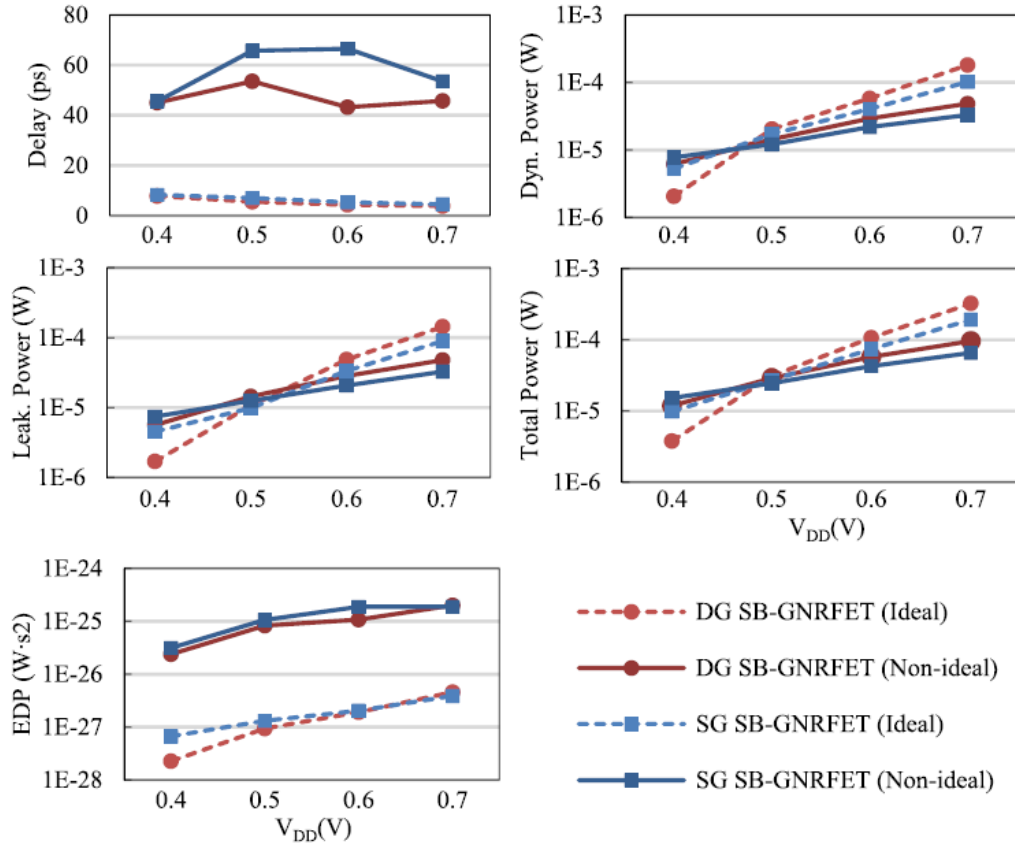 80
60
40
20
0
Delay (ps)
0.4 0.5 0.6 0.7
1E-3
1E-4
1E-5
1E-6
Dyn. Power (W)
0.4 0.5 0.6 0.7
1E-3
1E-4
1E-5
1E-6
Leak. Power (W)
0.4 0.5 0.6 0.7
1E-3
1E-4
1E-5
1E-6
Total Power (W)
0.4 0.5 0.6 0.7
VDD(V)
1E-24
1E-25
1E-26
1E-27
1E-28
EDP (W·s2)
0.4 0.5 0.6 0.7
VDD(V)
DG SB-GNRFET (Ideal)
DG SB-GNRFET (Non-ideal)
SG SB-GNRFET (Ideal)
SG SB-GNRFET (Non-ideal)